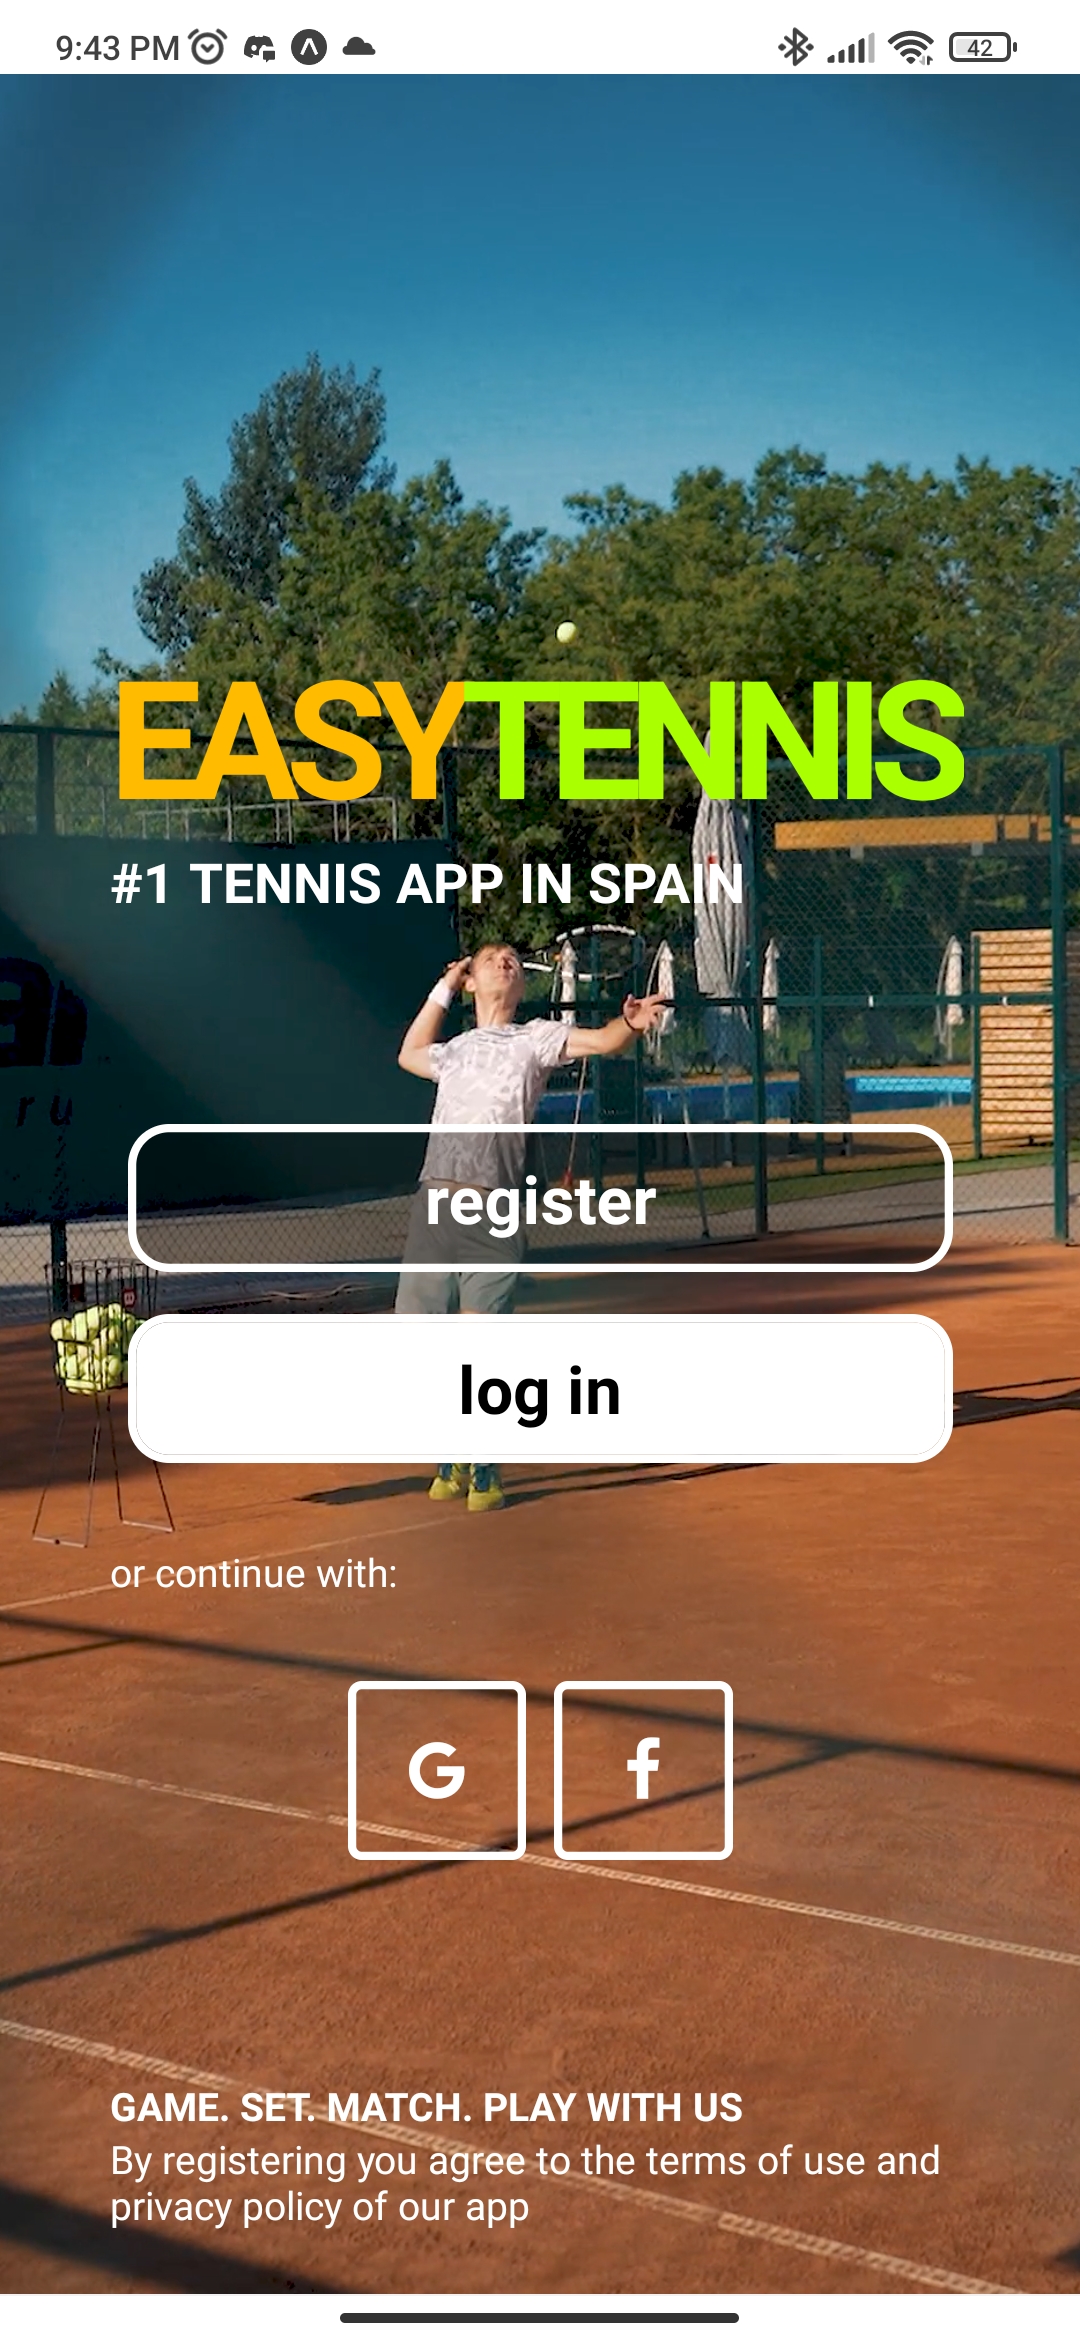 9:43 PM
42
EASYTENNIS
#1 TENNIS APP IN SPAIN
register
log in
or continue with:
G f
GAME. SET. MATCH. PLAY WITH US
By registering you agree to the terms of use and
privacy policy of our app